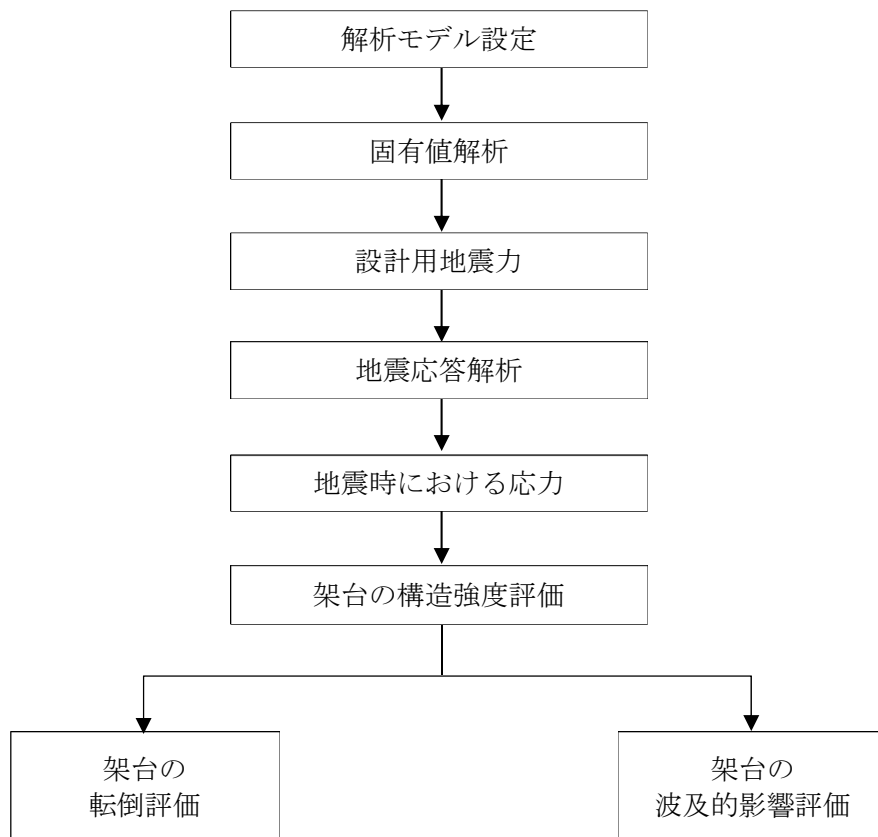 解析モデル設定
固有値解析
設計用地震力
地震応答解析
地震時における応力
架台の構造強度評価
架台の
転倒評価
架台の
波及的影響評価